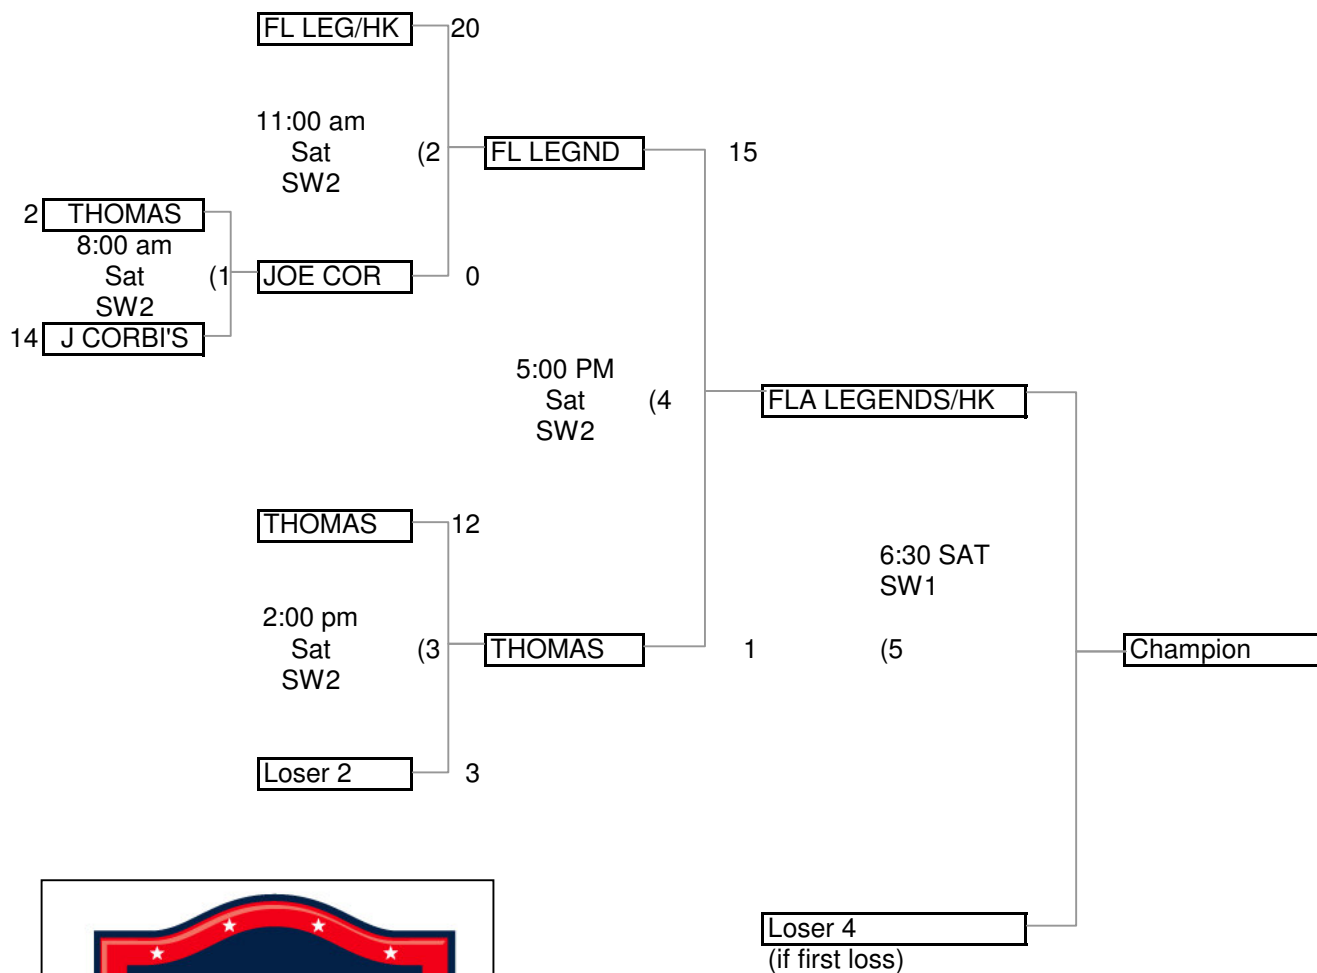 FL LEG/HK 20
11:00 am
Sat (2 FL LEGND 15
SW2
2 THOMAS
8:00 am
Sat (1 JOE COR 0
SW2
14 J CORBI'S
5:00 PM
Sat (4 FLA LEGENDS/HK
SW2
THOMAS 12
6:30 SAT
SW1
2:00 pm
Sat (3 THOMAS 1 (5 Champion
SW2
Loser 2 3
Loser 4
(if first loss)